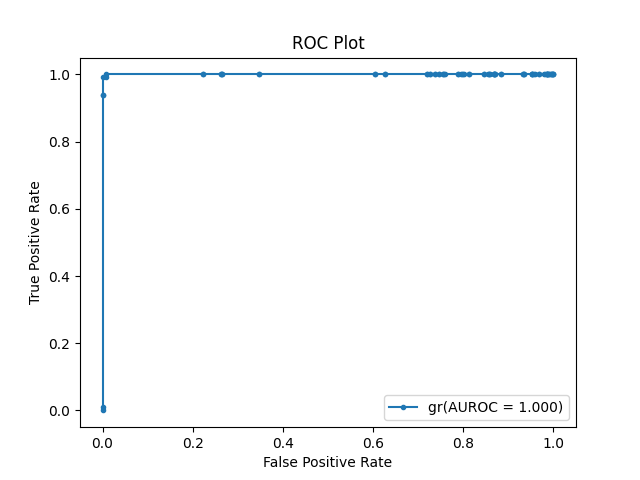 ROC Plot
True Positive Rate
1.0
0.8
0.6
0.4
0.2
0.0
0.0 0.2 0.4 0.6 0.8 1.0
False Positive Rate
gr(AUROC = 1.000)